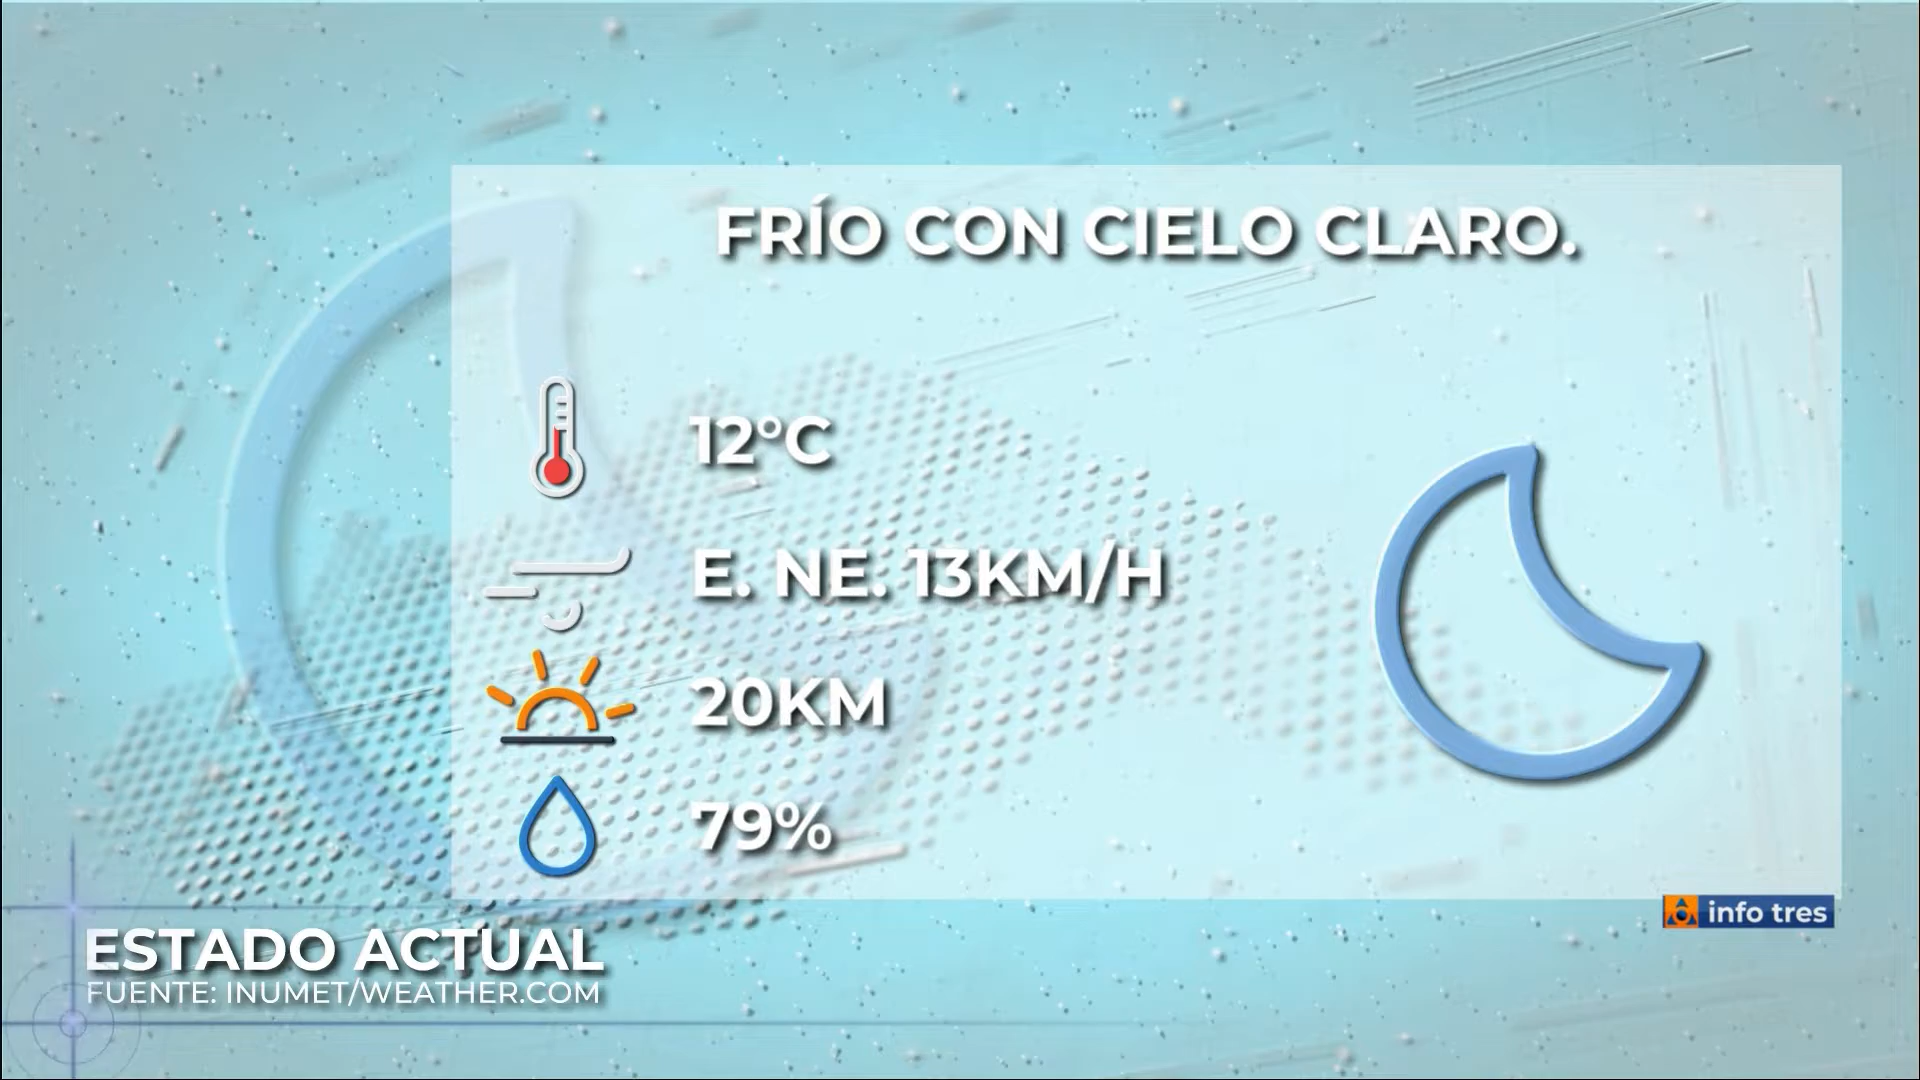 FRÍO CON CIELO CLARO.
12°C
E. NE. 13KM/H
20KM
79%
info tres
ESTADO ACTUAL
FUENTE: INUMET/WEATHER.COM